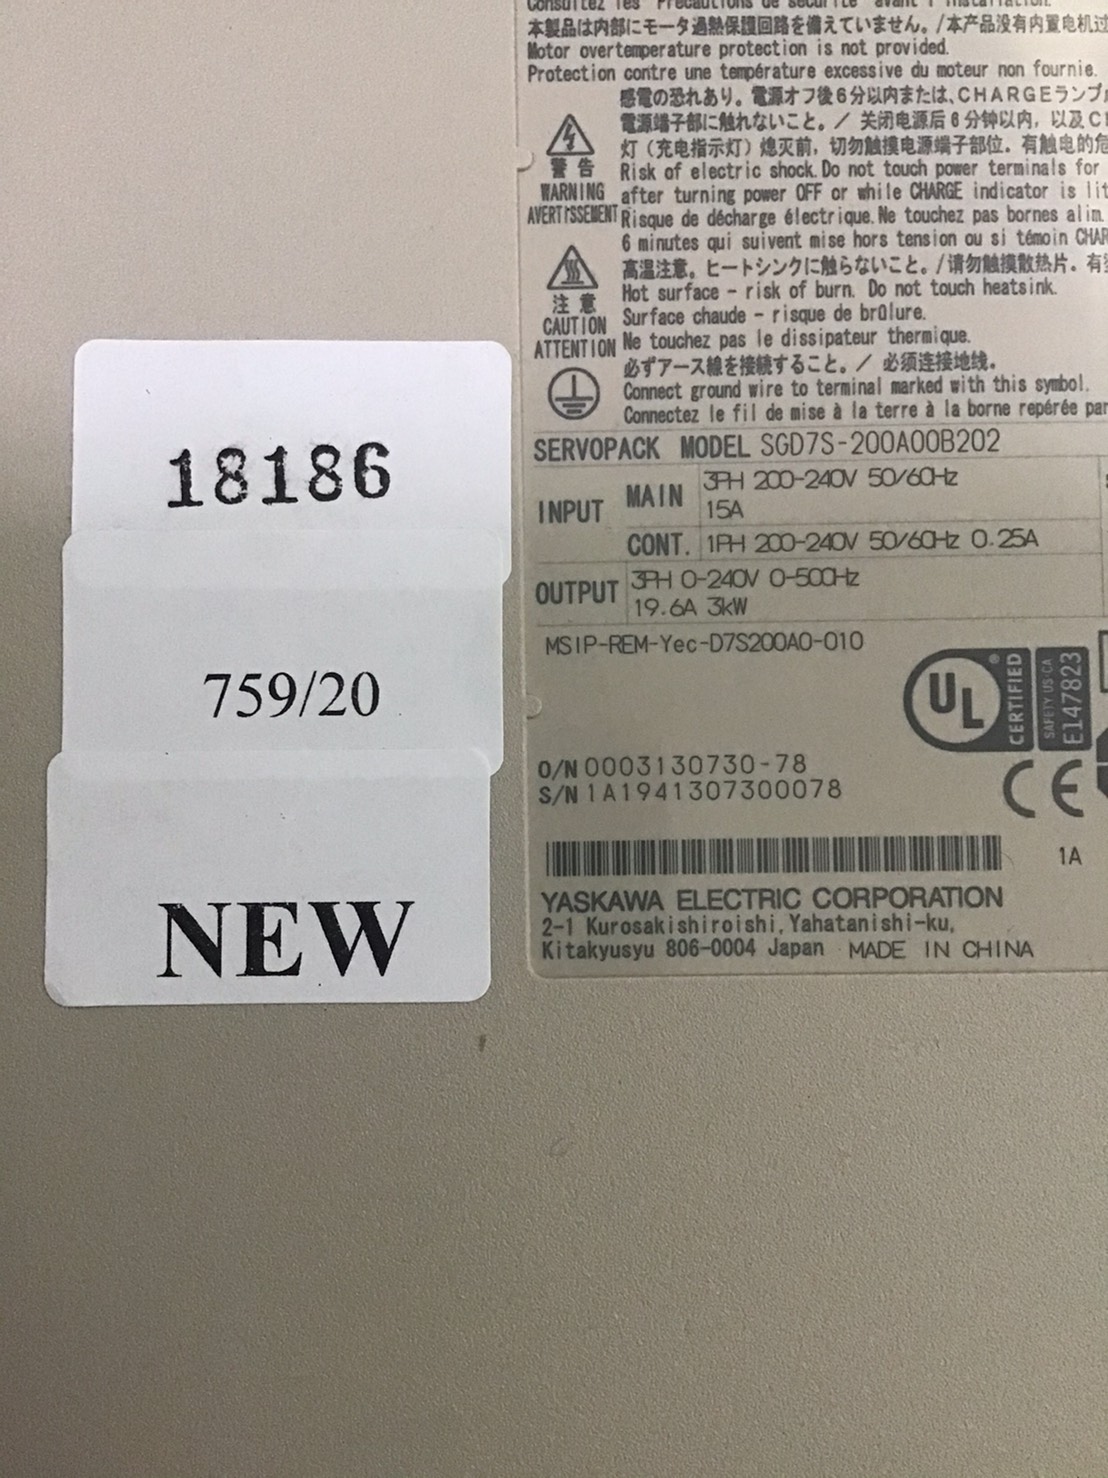 Consultez les "Précautions de sécurité" avant l'installation.
本製品は内部にモータ過熱保護回路を備えていません。/本产品没有内置电机过
Motor overtemperature protection is not provided.
Protection contre une température excessive du moteur non fournie.
感電の恐れあり。電源オフ後6分以内または、CHARGEランプ
電源端子部に触れないこと。/ 关闭电源后 6 分钟以内, 以及 C
灯 (充电指示灯) 熄灭前, 切勿触摸电源端子部位. 有触电的危
警告
WARNING
AVERTISSEMENT
Risk of electric shock. Do not touch power terminals for
after turning power OFF or while CHARGE indicator is lit
Risque de décharge électrique. Ne touchez pas bornes alim.
6 minutes qui suivent mise hors tension ou si témoin CHAR
高温注意。ヒートシンクに触らないこと。/请勿触摸散热片. 有
注意
CAUTION
ATTENTION
Hot surface - risk of burn. Do not touch heatsink.
Surface chaude - risque de brûlure.
Ne touchez pas le dissipateur thermique.
必ずアース線を接続すること。/ 必须连接地线.
Connect ground wire to terminal marked with this symbol.
Connectez le fil de mise à la terre à la borne repérée par
SERVOPACK MODEL SGD7S-200A00B202
INPUT MAIN 3PH 200-240V 50/60Hz
15A
CONT. 1PH 200-240V 50/60Hz 0.25A
OUTPUT 3PH 0-240V 0-500Hz
19.6A 3kW
MSIP-REM-Yec-D7S200A0-010
UL ® CERTIFIED
SAFETY US-CA
E147823
O/N 0003130730-78
S/N 1A1941307300078
CE
1A
YASKAWA ELECTRIC CORPORATION
2-1 Kurosakishiroishi, Yahatanishi-ku,
Kitakyusyu 806-0004 Japan MADE IN CHINA
18186
759/20
NEW